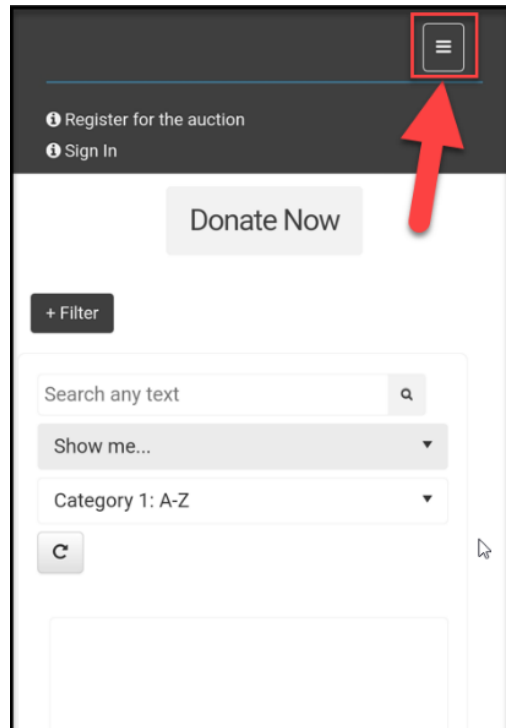 Register for the auction
Sign In
Donate Now
+ Filter
Search any text
Show me...
Category 1: A-Z